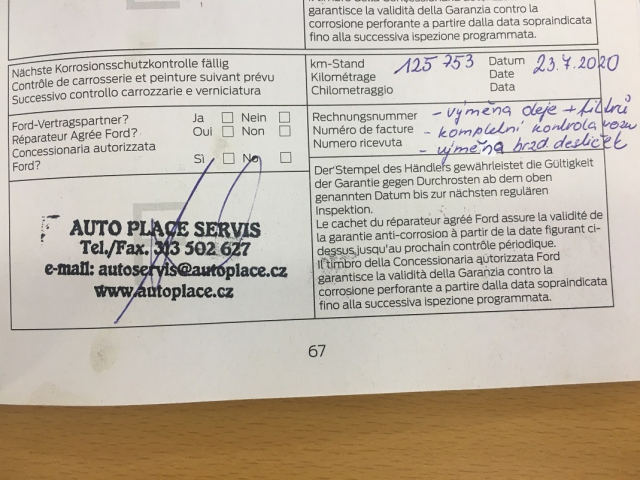 garantisce la validità della Garanzia contro la
corrosione perforante a partire dalla data sopraindicata
fino alla successiva ispezione programmata.
Nächste Korrosionsschutzkontrolle fällig
Contrôle de carrosserie et peinture suivant prévu
Successivo controllo carrozzarie e verniciatura
km-Stand
Kilométrage
Chilometraggio
125 753
Datum
Date
Data
23.7.2020
Ford-Vertragspartner?
Réparateur Agrée Ford?
Concessionaria autorizzata
Ford?
Ja Nein
Oui Non
Sì No
Rechnungsnummer
Numéro de facture
Numero ricevuta
- výměna oleje + filtrů
- kompletní kontrola vozu
- výměna brzd destiček
AUTO PLACE SERVIS
Tel./Fax. 313 502 627
e-mail: autoservis@autoplace.cz
www.autoplace.cz
Der'Stempel des Händlers gewährleistet die Gültigkeit
der Garantie gegen Durchrosten ab dem oben
genannten Datum bis zur nächsten regulären
Inspektion.
Le cachet du réparateur agréé Ford assure la validité de
la garantie anti-corrosion à partir de la date figurant ci-
dessus jusqu'au prochain contrôle périodique.
Il timbro della Concessionaria autorizzata Ford
garantisce la validità della Garanzia contro la
corrosione perforante a partire dalla data sopraindicata
fino alla successiva ispezione programmata.
67